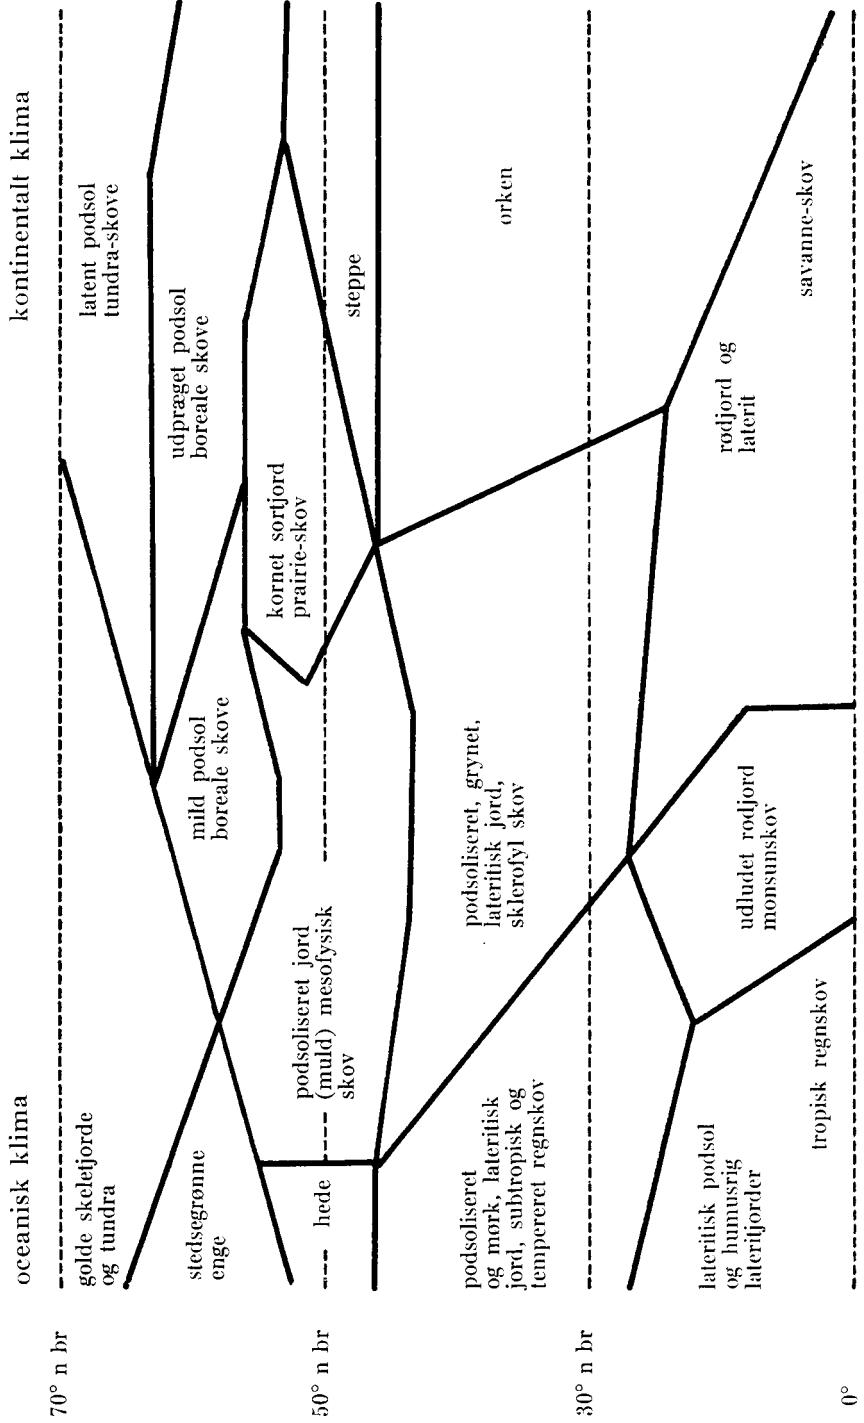 oceanisk klima
kontinentalt klima
70° n br
golde skeletjorde
og tundra
latent podsol
tundra-skove
stedsegrønne
enge
mild podsol
boreale skove
udpræget podsol
boreale skove
kornet sortjord
prairie-skov
50° n br
hede
podsoliseret jord
(muld) mesofysisk
skov
steppe
podsoliseret
og mørk, lateritisk
jord, subtropisk og
tempereret regnskov
podsoliseret, grynet,
lateritisk jord,
sklerofyl skov
orken
30° n br
lateritisk podsol
og humusrig
lateritjorder
tropisk regnskov
udludet rødjord
monsunskov
rødjord og
laterit
savanne-skov
0°